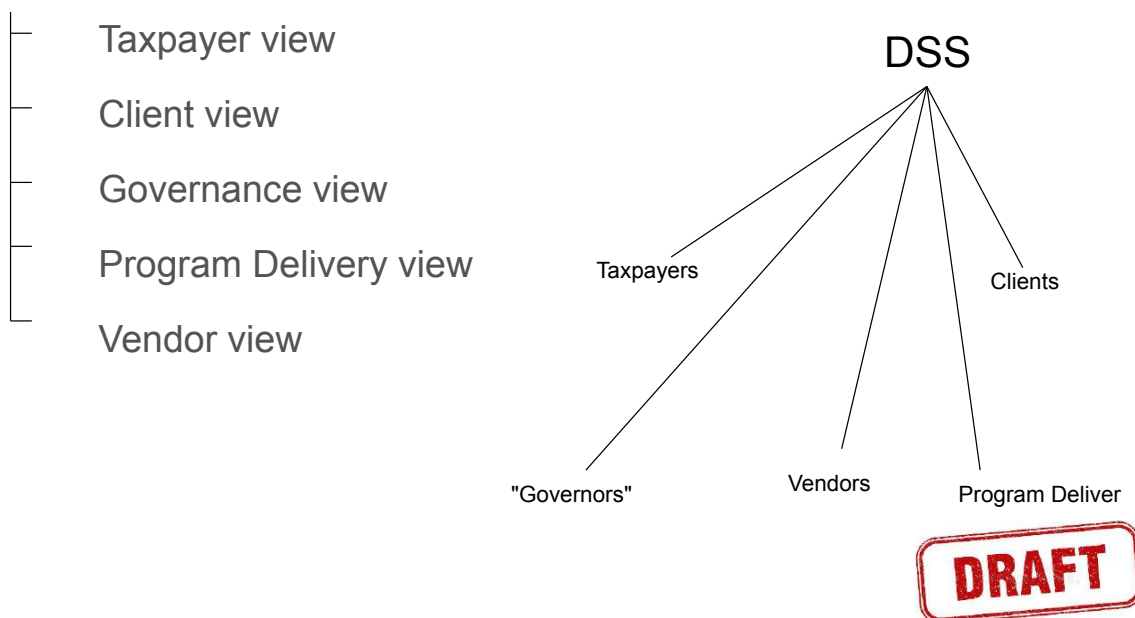 Taxpayer view
Client view
Governance view
Program Delivery view
Vendor view
DSS
Taxpayers
Clients
"Governors"
Vendors
Program Deliver
DRAFT